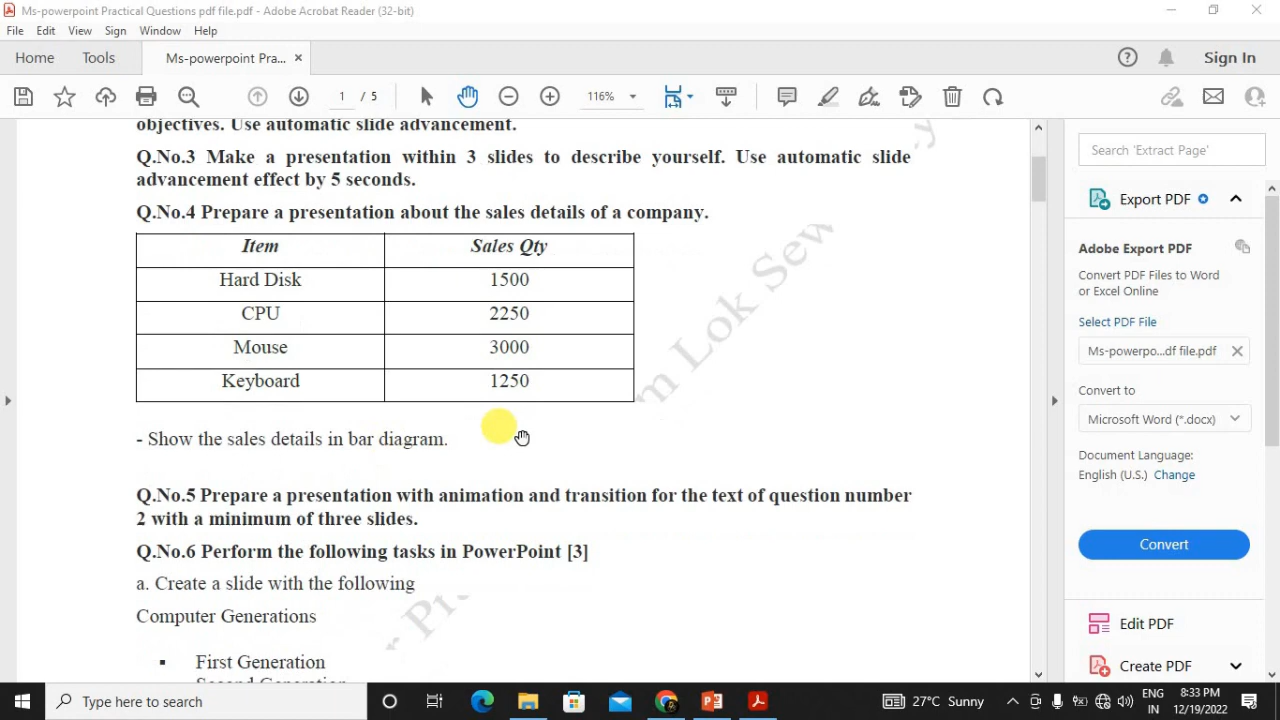 Ms-powerpoint Practical Questions pdf file.pdf - Adobe Acrobat Reader (32-bit)
File Edit View Sign Window Help
Home Tools Ms-powerpoint Pra... × Sign In
1 / 5 116%
objectives. Use automatic slide advancement.
Q.No.3 Make a presentation within 3 slides to describe yourself. Use automatic slide
advancement effect by 5 seconds.
Q.No.4 Prepare a presentation about the sales details of a company.
Item Sales Qty
Hard Disk 1500
CPU 2250
Mouse 3000
Keyboard 1250
- Show the sales details in bar diagram.
Q.No.5 Prepare a presentation with animation and transition for the text of question number
2 with a minimum of three slides.
Q.No.6 Perform the following tasks in PowerPoint [3]
a. Create a slide with the following
Computer Generations
▪ First Generation
Second Generation
Lok Sew
Search 'Extract Page'
Export PDF
Adobe Export PDF
Convert PDF Files to Word
or Excel Online
Select PDF File
Ms-powerpo...df file.pdf
Convert to
Microsoft Word (*.docx)
Document Language:
English (U.S.) Change
Convert
Edit PDF
Create PDF
Type here to search
27°C Sunny
ENG
IN
8:33 PM
12/19/2022